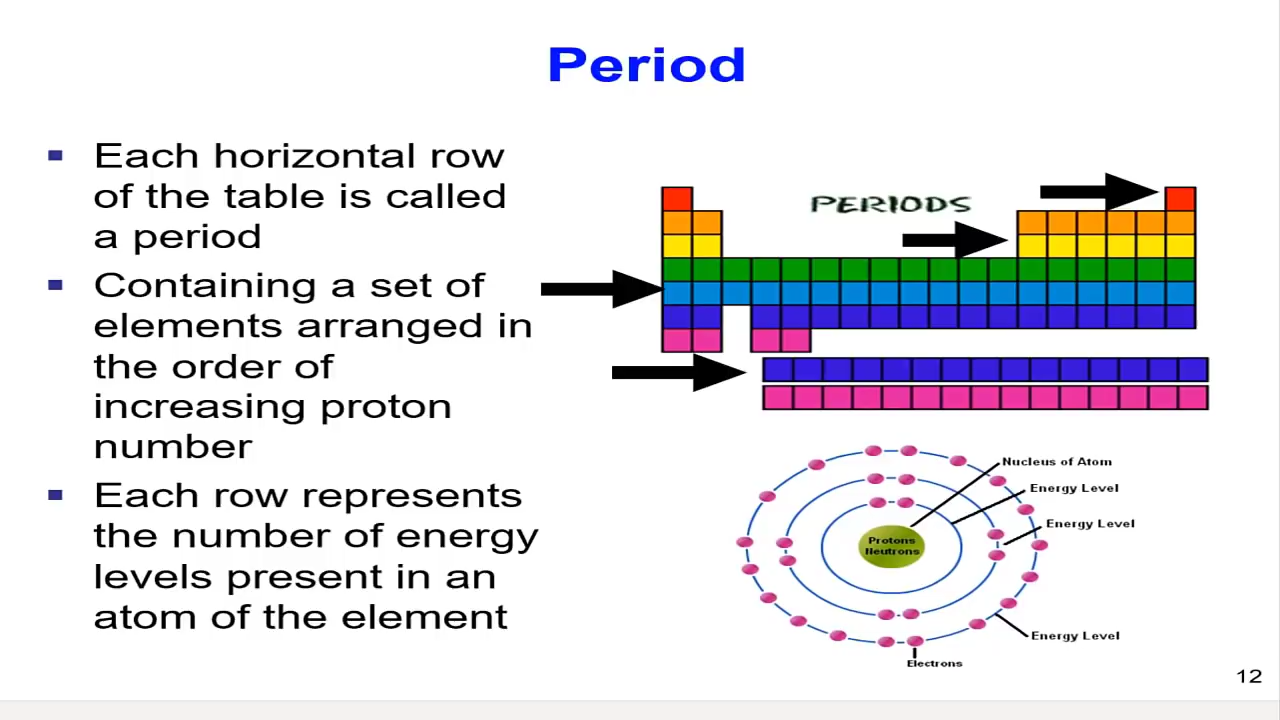 Period
▪ Each horizontal row
of the table is called
a period
▪ Containing a set of
elements arranged in
the order of
increasing proton
number
▪ Each row represents
the number of energy
levels present in an
atom of the element
PERIODS
Nucleus of Atom
Energy Level
Energy Level
Protons
Neutrons
Energy Level
Electrons
12